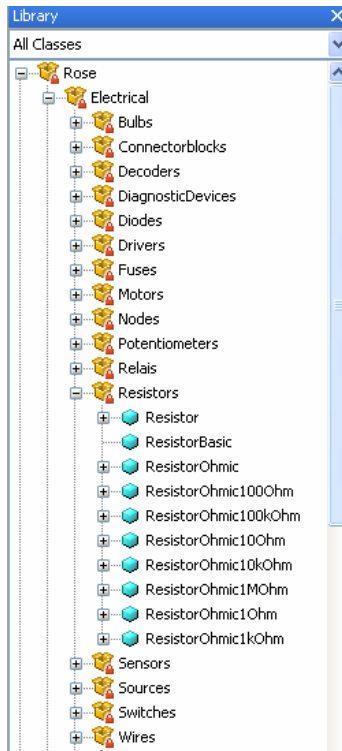 Library
All Classes
Rose
Electrical
Bulbs
Connectorblocks
Decoders
DiagnosticDevices
Diodes
Drivers
Fuses
Motors
Nodes
Potentiometers
Relais
Resistors
Resistor
ResistorBasic
ResistorOhmic
ResistorOhmic100Ohm
ResistorOhmic100kOhm
ResistorOhmic10Ohm
ResistorOhmic10kOhm
ResistorOhmic1MOhm
ResistorOhmic1Ohm
ResistorOhmic1kOhm
Sensors
Sources
Switches
Wires